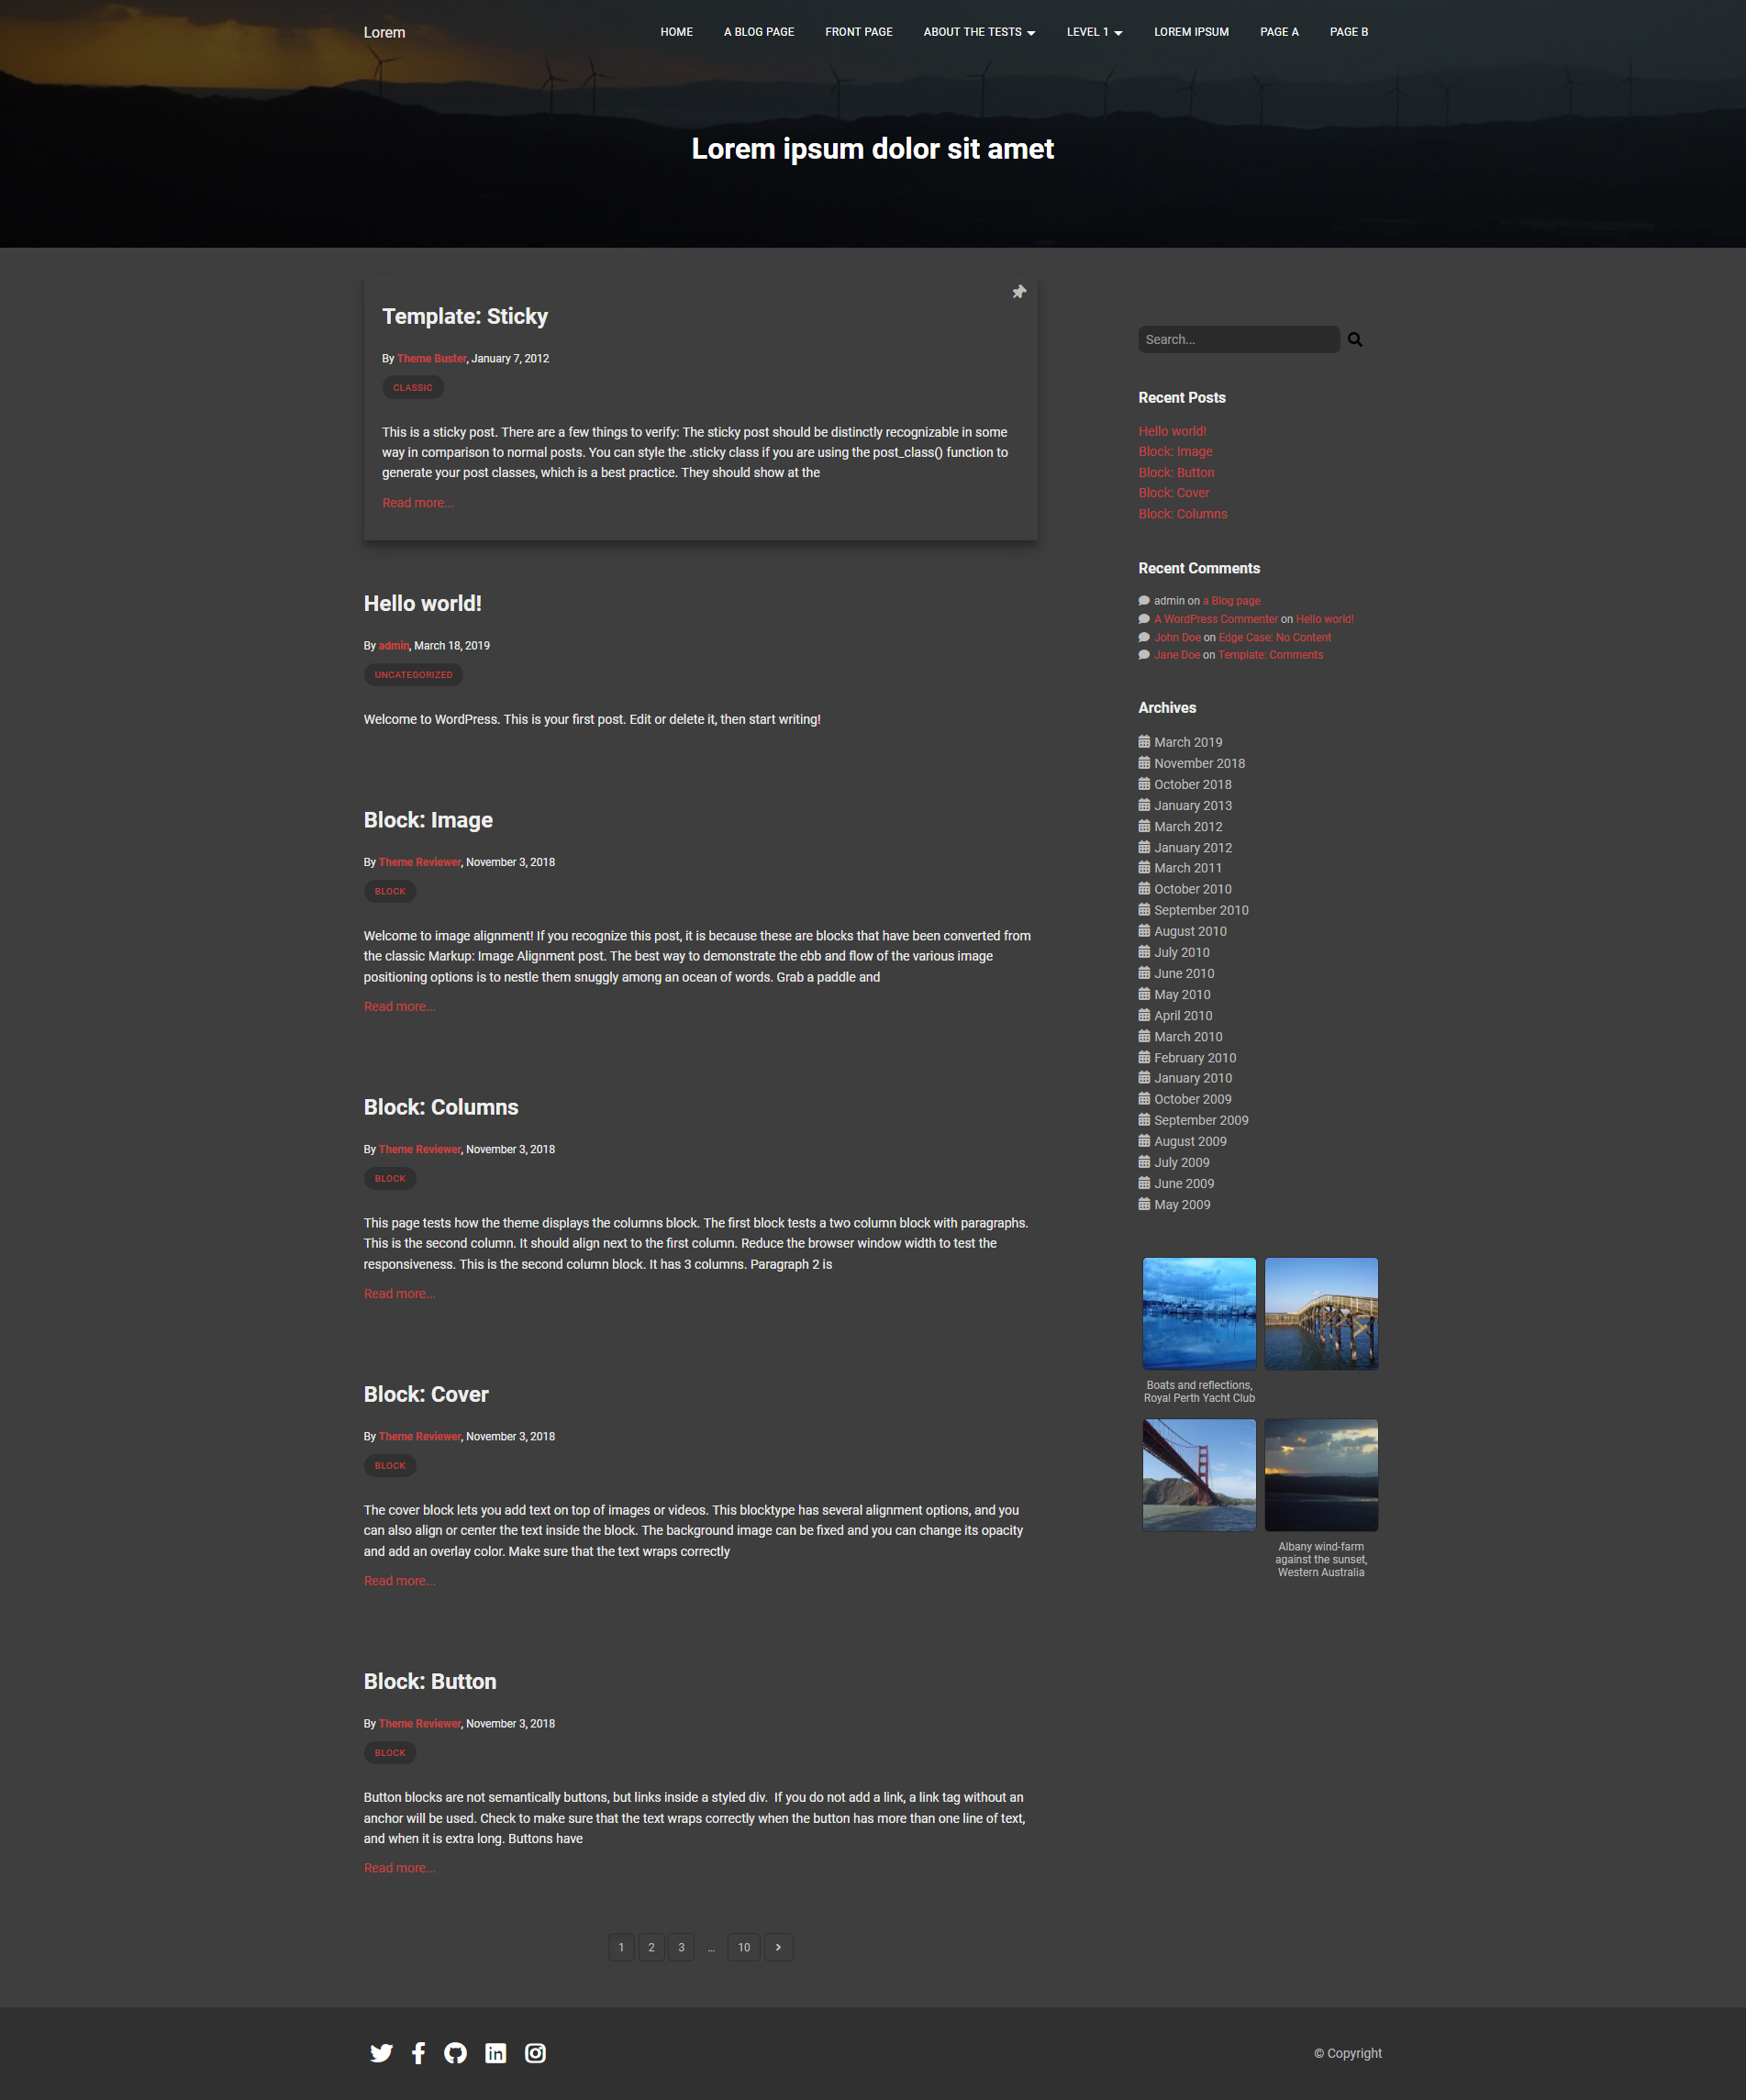 Lorem
HOME
A BLOG PAGE
FRONT PAGE
ABOUT THE TESTS
LEVEL 1
LOREM IPSUM
PAGE A
PAGE B
Lorem ipsum dolor sit amet
Template: Sticky
By Theme Buster, January 7, 2012
CLASSIC
This is a sticky post. There are a few things to verify: The sticky post should be distinctly recognizable in some
way in comparison to normal posts. You can style the .sticky class if you are using the post_class() function to
generate your post classes, which is a best practice. They should show at the
Read more...
Hello world!
By admin, March 18, 2019
UNCATEGORIZED
Welcome to WordPress. This is your first post. Edit or delete it, then start writing!
Block: Image
By Theme Reviewer, November 3, 2018
BLOCK
Welcome to image alignment! If you recognize this post, it is because these are blocks that have been converted from
the classic Markup: Image Alignment post. The best way to demonstrate the ebb and flow of the various image
positioning options is to nestle them snuggly among an ocean of words. Grab a paddle and
Read more...
Block: Columns
By Theme Reviewer, November 3, 2018
BLOCK
This page tests how the theme displays the columns block. The first block tests a two column block with paragraphs.
This is the second column. It should align next to the first column. Reduce the browser window width to test the
responsiveness. This is the second column block. It has 3 columns. Paragraph 2 is
Read more...
Block: Cover
By Theme Reviewer, November 3, 2018
BLOCK
The cover block lets you add text on top of images or videos. This blocktype has several alignment options, and you
can also align or center the text inside the block. The background image can be fixed and you can change its opacity
and add an overlay color. Make sure that the text wraps correctly
Read more...
Block: Button
By Theme Reviewer, November 3, 2018
BLOCK
Button blocks are not semantically buttons, but links inside a styled div.  If you do not add a link, a link tag without an
anchor will be used. Check to make sure that the text wraps correctly when the button has more than one line of text,
and when it is extra long. Buttons have
Read more...
1 2 3 ... 10
Search...
Recent Posts
Hello world!
Block: Image
Block: Button
Block: Cover
Block: Columns
Recent Comments
admin on a Blog page
A WordPress Commenter on Hello world!
John Doe on Edge Case: No Content
Jane Doe on Template: Comments
Archives
March 2019
November 2018
October 2018
January 2013
March 2012
January 2012
March 2011
October 2010
September 2010
August 2010
July 2010
June 2010
May 2010
April 2010
March 2010
February 2010
January 2010
October 2009
September 2009
August 2009
July 2009
June 2009
May 2009
Boats and reflections,
Royal Perth Yacht Club
Albany wind-farm
against the sunset,
Western Australia
© Copyright